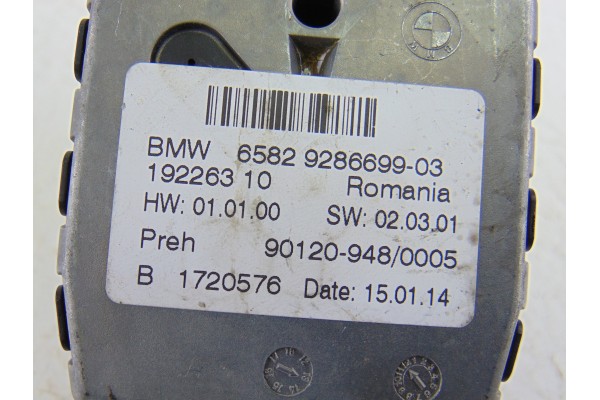 BMW 6582 9286699-03
192263 10 Romania
HW: 01.01.00 SW: 02.03.01
Preh 90120-948/0005
B 1720576 Date: 15.01.14